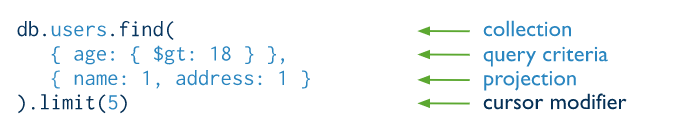 db.users.find( collection
{ age: { $gt: 18 } }, query criteria
{ name: 1, address: 1 } projection
).limit(5) cursor modifier